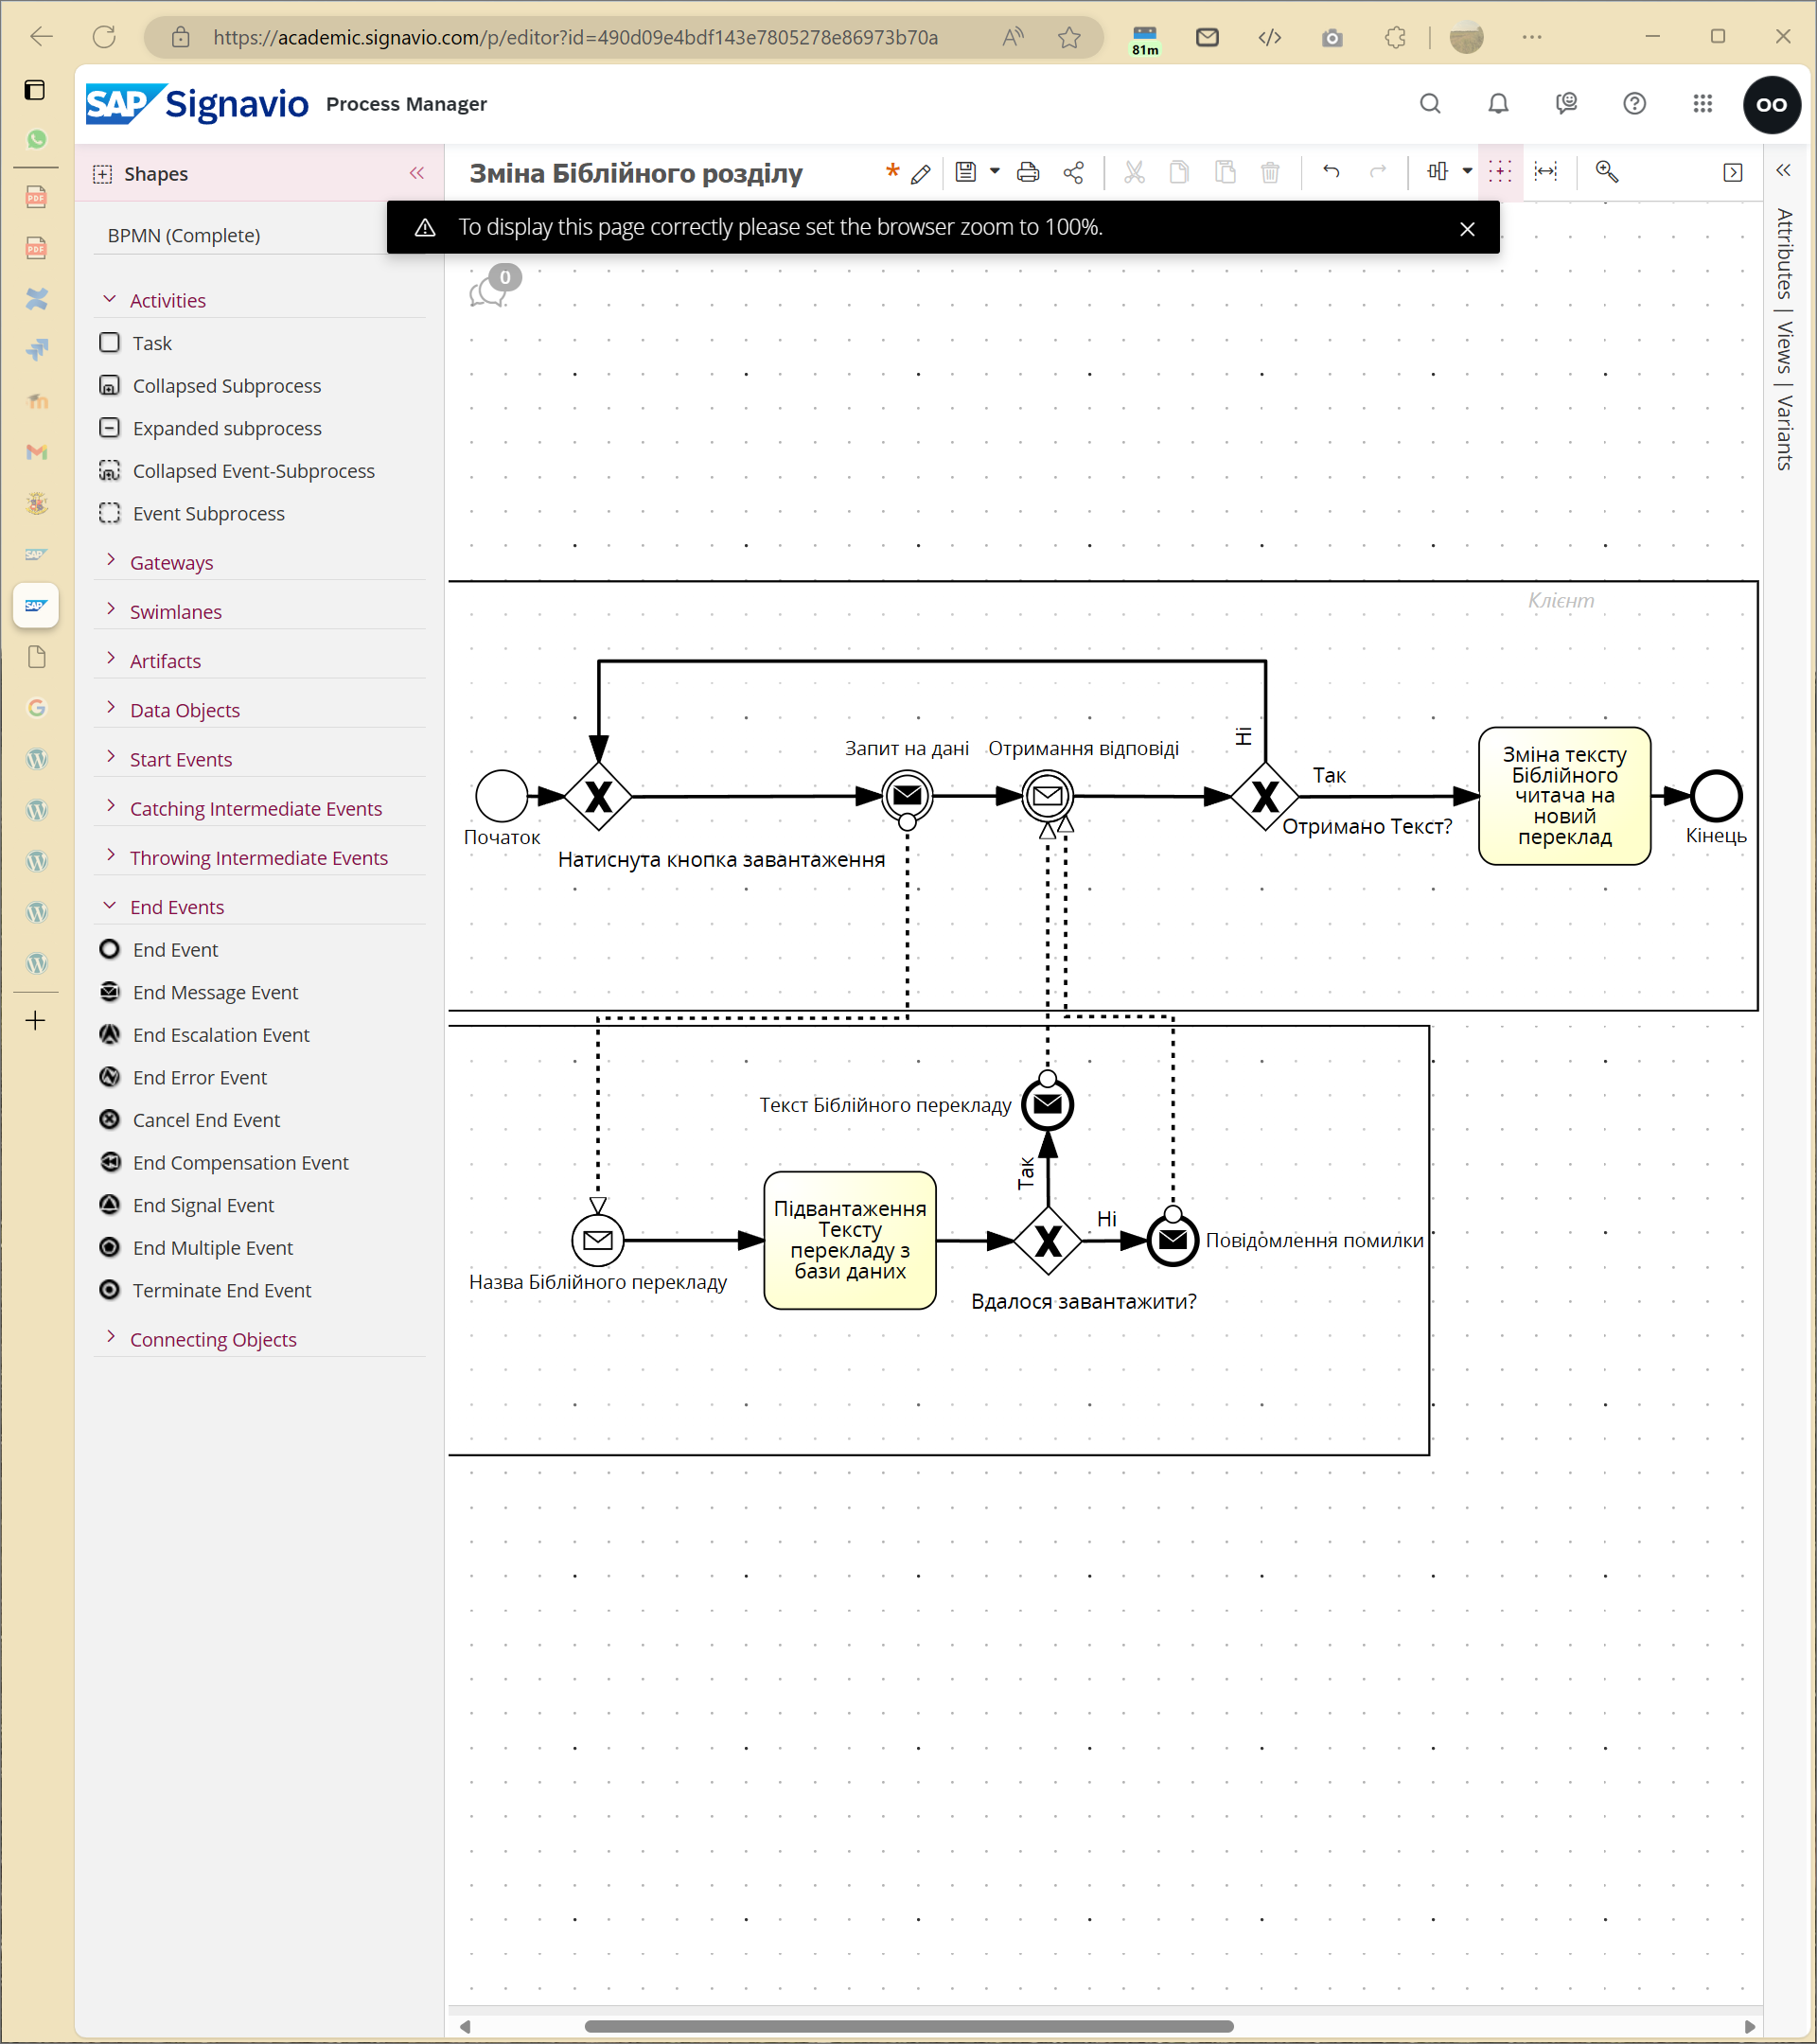 https://academic.signavio.com/p/editor?id=490d09e4bdf143e7805278e86973b70a
81m
SAP Signavio Process Manager
OO
Shapes
Зміна Біблійного розділу
*
To display this page correctly please set the browser zoom to 100%.
BPMN (Complete)
0
Attributes | Views | Variants
Activities
Task
Collapsed Subprocess
Expanded subprocess
Collapsed Event-Subprocess
Event Subprocess
Gateways
Swimlanes
Artifacts
Data Objects
Start Events
Catching Intermediate Events
Throwing Intermediate Events
End Events
End Event
End Message Event
End Escalation Event
End Error Event
Cancel End Event
End Compensation Event
End Signal Event
End Multiple Event
Terminate End Event
Connecting Objects
PDF
PDF
SAP
SAP
Клієнт
Запит на дані
Отримання відповіді
Ні
Так
Зміна тексту
Біблійного
читача на
новий
переклад
Початок
Натиснута кнопка завантаження
Отримано Текст?
Кінець
Текст Біблійного перекладу
Так
Підвантаження
Тексту
перекладу з
бази даних
Ні
Повідомлення помилки
Назва Біблійного перекладу
Вдалося завантажити?